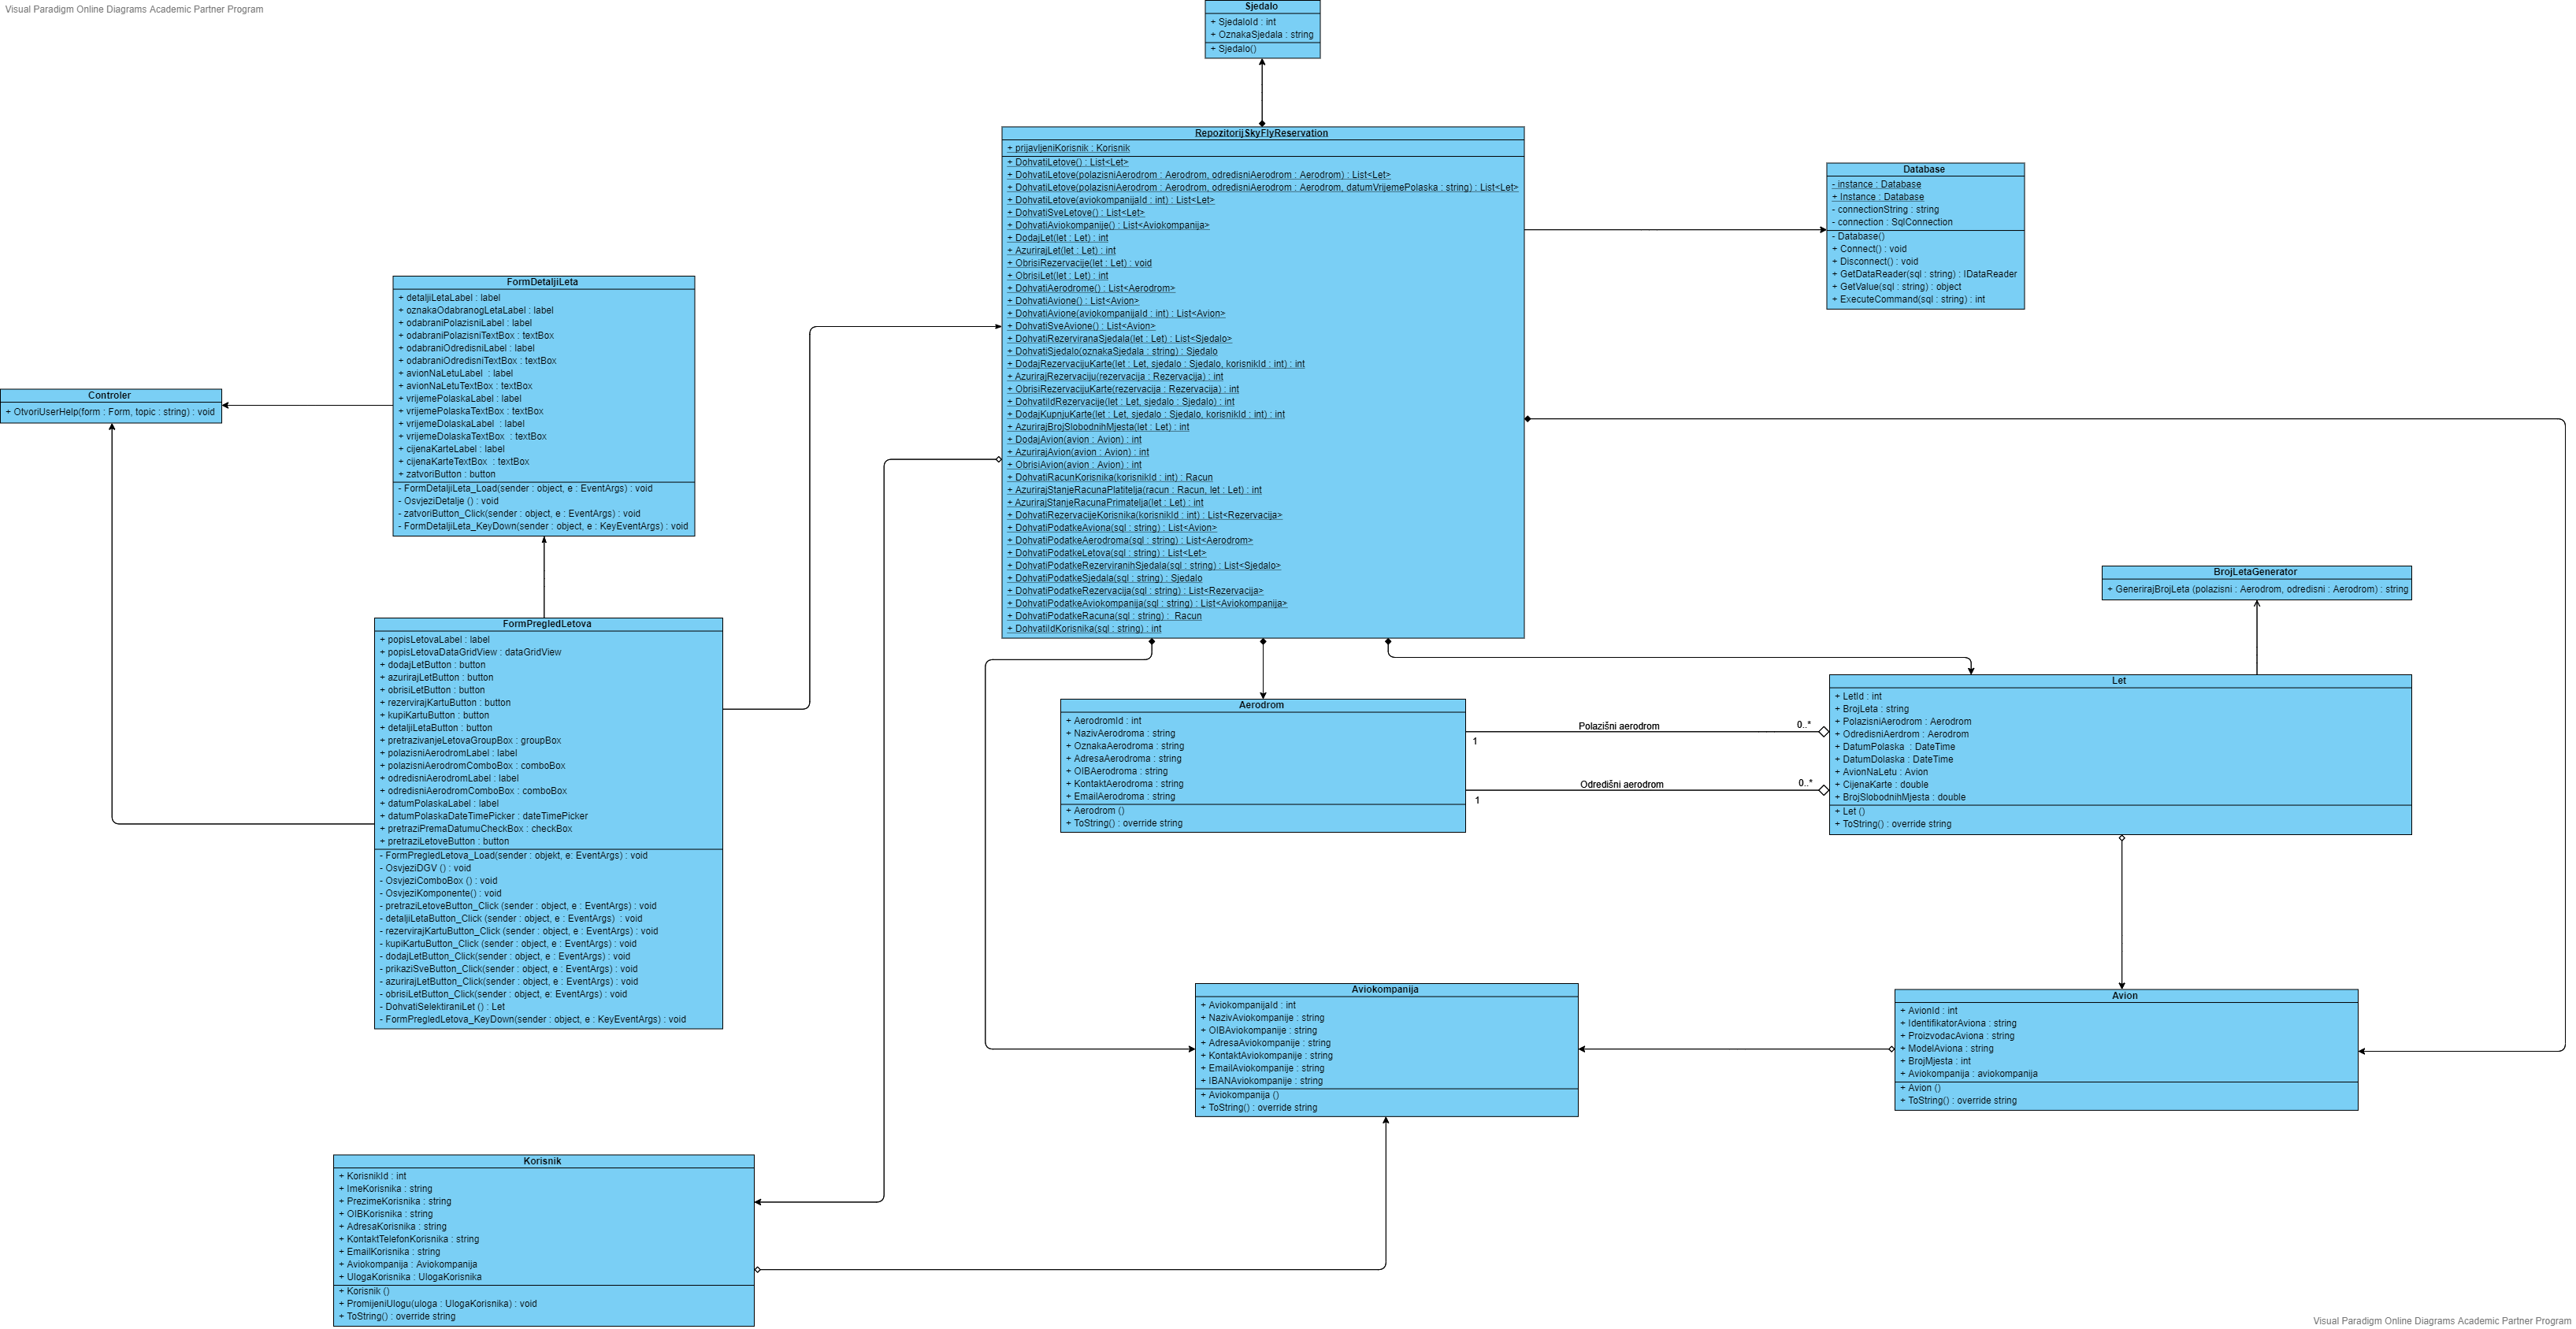 Visual Paradigm Online Diagrams Academic Partner Program
Sjedalo
+ SjedaloId : int
+ OznakaSjedala : string
+ Sjedalo()
RepozitorijSkyFlyReservation
+ prijavljeniKorisnik : Korisnik
+ DohvatiLetove() : List<Let>
+ DohvatiLetove(polazisniAerodrom : Aerodrom, odredisniAerodrom : Aerodrom) : List<Let>
+ DohvatiLetove(polazisniAerodrom : Aerodrom, odredisniAerodrom : Aerodrom, datumVrijemePolaska : string) : List<Let>
+ DohvatiLetove(aviokompanijaId : int) : List<Let>
+ DohvatiSveLetove() : List<Let>
+ DohvatiAviokompanije() : List<Aviokompanija>
+ DodajLet(let : Let) : int
+ AzurirajLet(let : Let) : int
+ ObrisiRezervacije(let : Let) : void
+ ObrisiLet(let : Let) : int
+ DohvatiAerodrome() : List<Aerodrom>
+ DohvatiAvione() : List<Avion>
+ DohvatiAvione(aviokompanijaId : int) : List<Avion>
+ DohvatiSveAvione() : List<Avion>
+ DohvatiRezerviranaSjedala(let : Let) : List<Sjedalo>
+ DohvatiSjedalo(oznakaSjedala : string) : Sjedalo
+ DodajRezervacijuKarte(let : Let, sjedalo : Sjedalo, korisnikId : int) : int
+ AzurirajRezervaciju(rezervacija : Rezervacija) : int
+ ObrisiRezervacijuKarte(rezervacija : Rezervacija) : int
+ DohvatiIdRezervacije(let : Let, sjedalo : Sjedalo) : int
+ DodajKupnjuKarte(let : Let, sjedalo : Sjedalo, korisnikId : int) : int
+ AzurirajBrojSlobodnihMjesta(let : Let) : int
+ DodajAvion(avion : Avion) : int
+ AzurirajAvion(avion : Avion) : int
+ ObrisiAvion(avion : Avion) : int
+ DohvatiRacunKorisnika(korisnikId : int) : Racun
+ AzurirajStanjeRacunaPlatitelja(racun : Racun, let : Let) : int
+ AzurirajStanjeRacunaPrimatelja(let : Let) : int
+ DohvatiRezervacijeKorisnika(korisnikId : int) : List<Rezervacija>
+ DohvatiPodatkeAviona(sql : string) : List<Avion>
+ DohvatiPodatkeAerodroma(sql : string) : List<Aerodrom>
+ DohvatiPodatkeLetova(sql : string) : List<Let>
+ DohvatiPodatkeRezerviranihSjedala(sql : string) : List<Sjedalo>
+ DohvatiPodatkeSjedala(sql : string) : Sjedalo
+ DohvatiPodatkeRezervacija(sql : string) : List<Rezervacija>
+ DohvatiPodatkeAviokompanija(sql : string) : List<Aviokompanija>
+ DohvatiPodatkeRacuna(sql : string) : Racun
+ DohvatiIdKorisnika(sql : string) : int
Database
- instance : Database
+ Instance : Database
- connectionString : string
- connection : SqlConnection
- Database()
+ Connect() : void
+ Disconnect() : void
+ GetDataReader(sql : string) : IDataReader
+ GetValue(sql : string) : object
+ ExecuteCommand(sql : string) : int
FormDetaljiLeta
+ detaljiLetaLabel : label
+ oznakaOdabranogLetaLabel : label
+ odabraniPolazisniLabel : label
+ odabraniPolazisniTextBox : textBox
+ odabraniOdredisniLabel : label
+ odabraniOdredisniTextBox : textBox
+ avionNaLetuLabel : label
+ avionNaLetuTextBox : textBox
+ vrijemePolaskaLabel : label
+ vrijemePolaskaTextBox : textBox
+ vrijemeDolaskaLabel : label
+ vrijemeDolaskaTextBox : textBox
+ cijenaKarteLabel : label
+ cijenaKarteTextBox : textBox
+ zatvoriButton : button
- FormDetaljiLeta_Load(sender : object, e : EventArgs) : void
- OsvjeziDetalje () : void
- zatvoriButton_Click(sender : object, e : EventArgs) : void
- FormDetaljiLeta_KeyDown(sender : object, e : KeyEventArgs) : void
Controler
+ OtvoriUserHelp(form : Form, topic : string) : void
FormPregledLetova
+ popisLetovaLabel : label
+ popisLetovaDataGridView : dataGridView
+ dodajLetButton : button
+ azurirajLetButton : button
+ obrisiLetButton : button
+ rezervirajKartuButton : button
+ kupiKartuButton : button
+ detaljiLetaButton : button
+ pretrazivanjeLetovaGroupBox : groupBox
+ polazisniAerodromLabel : label
+ polazisniAerodromComboBox : comboBox
+ odredisniAerodromLabel : label
+ odredisniAerodromComboBox : comboBox
+ datumPolaskaLabel : label
+ datumPolaskaDateTimePicker : dateTimePicker
+ pretraziPremaDatumuCheckBox : checkBox
+ pretraziLetoveButton : button
- FormPregledLetova_Load(sender : objekt, e: EventArgs) : void
- OsvjeziDGV () : void
- OsvjeziComboBox () : void
- OsvjeziKomponente() : void
- pretraziLetoveButton_Click (sender : object, e : EventArgs) : void
- detaljiLetaButton_Click (sender : object, e : EventArgs) : void
- rezervirajKartuButton_Click (sender : object, e : EventArgs) : void
- kupiKartuButton_Click (sender : object, e : EventArgs) : void
- dodajLetButton_Click(sender : object, e : EventArgs) : void
- prikaziSveButton_Click(sender : object, e : EventArgs) : void
- azurirajLetButton_Click(sender : object, e : EventArgs) : void
- obrisiLetButton_Click(sender : object, e: EventArgs) : void
- DohvatiSelektiraniLet () : Let
- FormPregledLetova_KeyDown(sender : object, e : KeyEventArgs) : void
BrojLetaGenerator
+ GenerirajBrojLeta (polazisni : Aerodrom, odredisni : Aerodrom) : string
Aerodrom
+ AerodromId : int
+ NazivAerodroma : string
+ OznakaAerodroma : string
+ AdresaAerodroma : string
+ OIBAerodroma : string
+ KontaktAerodroma : string
+ EmailAerodroma : string
+ Aerodrom ()
+ ToString() : override string
Polazišni aerodrom
0..*
1
Odredišni aerodrom
0..*
1
Let
+ LetId : int
+ BrojLeta : string
+ PolazisniAerodrom : Aerodrom
+ OdredisniAerdrom : Aerodrom
+ DatumPolaska : DateTime
+ DatumDolaska : DateTime
+ AvionNaLetu : Avion
+ CijenaKarte : double
+ BrojSlobodnihMjesta : double
+ Let ()
+ ToString() : override string
Aviokompanija
+ AviokompanijaId : int
+ NazivAviokompanije : string
+ OIBAviokompanije : string
+ AdresaAviokompanije : string
+ KontaktAviokompanije : string
+ EmailAviokompanije : string
+ IBANAviokompanije : string
+ Aviokompanija ()
+ ToString() : override string
Avion
+ AvionId : int
+ IdentifikatorAviona : string
+ ProizvodacAviona : string
+ ModelAviona : string
+ BrojMjesta : int
+ Aviokompanija : aviokompanija
+ Avion ()
+ ToString() : override string
Korisnik
+ KorisnikId : int
+ ImeKorisnika : string
+ PrezimeKorisnika : string
+ OIBKorisnika : string
+ AdresaKorisnika : string
+ KontaktTelefonKorisnika : string
+ EmailKorisnika : string
+ Aviokompanija : Aviokompanija
+ UlogaKorisnika : UlogaKorisnika
+ Korisnik ()
+ PromijeniUlogu(uloga : UlogaKorisnika) : void
+ ToString() : override string
Visual Paradigm Online Diagrams Academic Partner Program